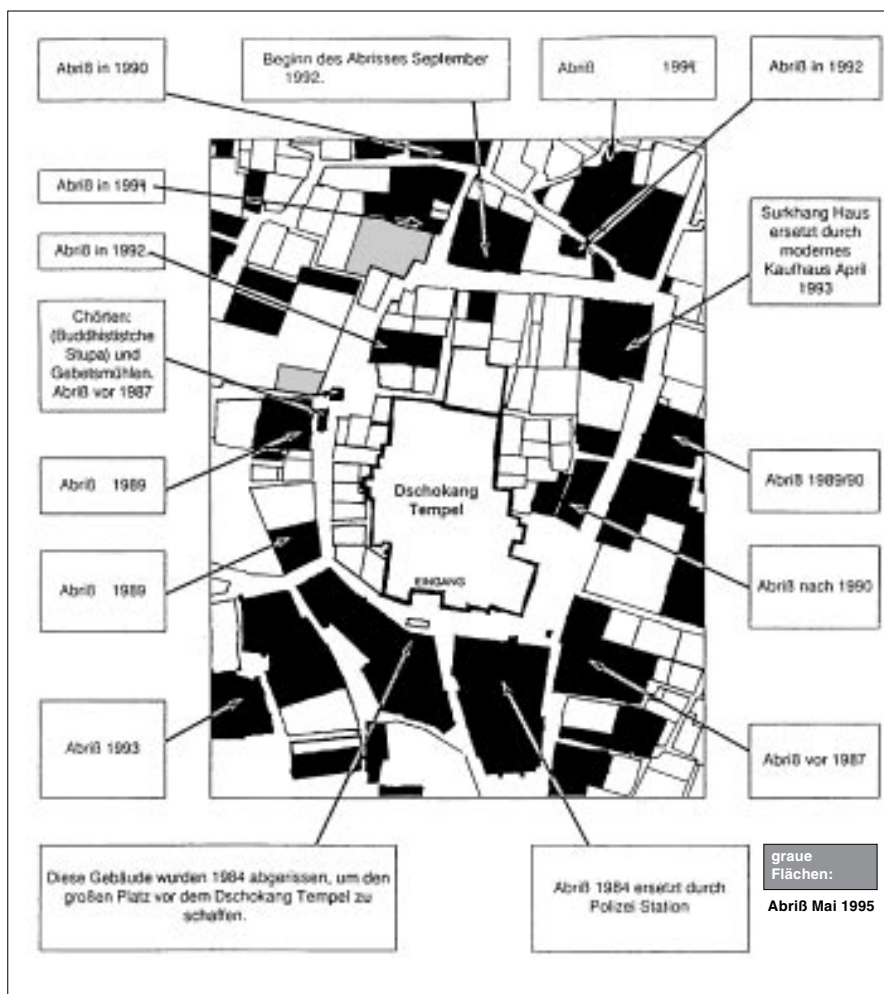 Abriß in 1990
Beginn des Abrisses September
1992.
Abriß 1991
Abriß in 1992
Abriß in 1991
Surkhang Haus
ersetzt durch
modernes
Kaufhaus April
1993
Abriß in 1992
Chörten:
(Buddhististche
Stupa) und
Gebetsmühlen.
Abriß vor 1987
Dschokang
Tempel
Abriß 1989
Abriß 1989/90
EINGANG
Abriß 1989
Abriß nach 1990
Abriß 1993
Abriß vor 1987
Diese Gebäude wurden 1984 abgerissen, um den
großen Platz vor dem Dschokang Tempel zu
schaffen.
Abriß 1984 ersetzt durch
Polizei Station
graue
Flächen:
Abriß Mai 1995